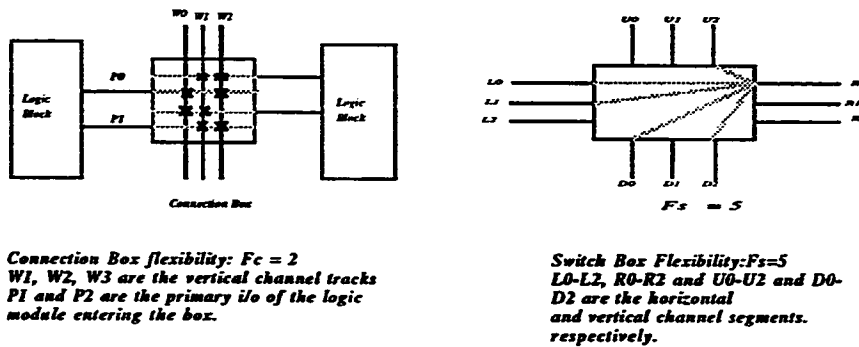 W0 W1 W2
U0 U1 U2
P0
Logic
Block
Logic
Block
P1
L0
L1
R1
L2
Connection Box
D0 D1 D2
Fs = 5
Connection Box flexibility: Fc = 2
W1, W2, W3 are the vertical channel tracks
P1 and P2 are the primary i/o of the logic
module entering the box.
Switch Box Flexibility:Fs=5
L0-L2, R0-R2 and U0-U2 and D0-
D2 are the horizontal
and vertical channel segments.
respectively.